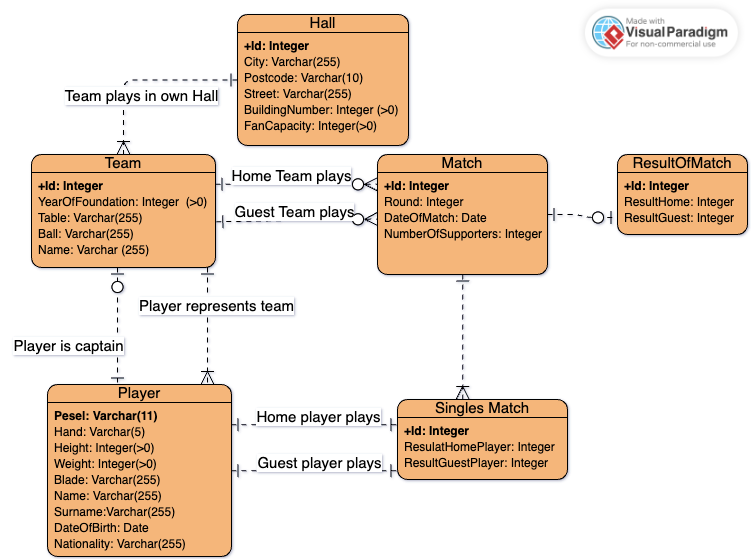 Hall
+Id: Integer
City: Varchar(255)
Postcode: Varchar(10)
Street: Varchar(255)
BuildingNumber: Integer (>0)
FanCapacity: Integer(>0)
Made with
Visual Paradigm
For non-commercial use
Team plays in own Hall
Team
+Id: Integer
YearOfFoundation: Integer (>0)
Table: Varchar(255)
Ball: Varchar(255)
Name: Varchar (255)
Home Team plays
Guest Team plays
Match
+Id: Integer
Round: Integer
DateOfMatch: Date
NumberOfSupporters: Integer
ResultOfMatch
+Id: Integer
ResultHome: Integer
ResultGuest: Integer
Player represents team
Player is captain
Player
Pesel: Varchar(11)
Hand: Varchar(5)
Height: Integer(>0)
Weight: Integer(>0)
Blade: Varchar(255)
Name: Varchar(255)
Surname:Varchar(255)
DateOfBirth: Date
Nationality: Varchar(255)
Home player plays
Guest player plays
Singles Match
+Id: Integer
ResulatHomePlayer: Integer
ResultGuestPlayer: Integer